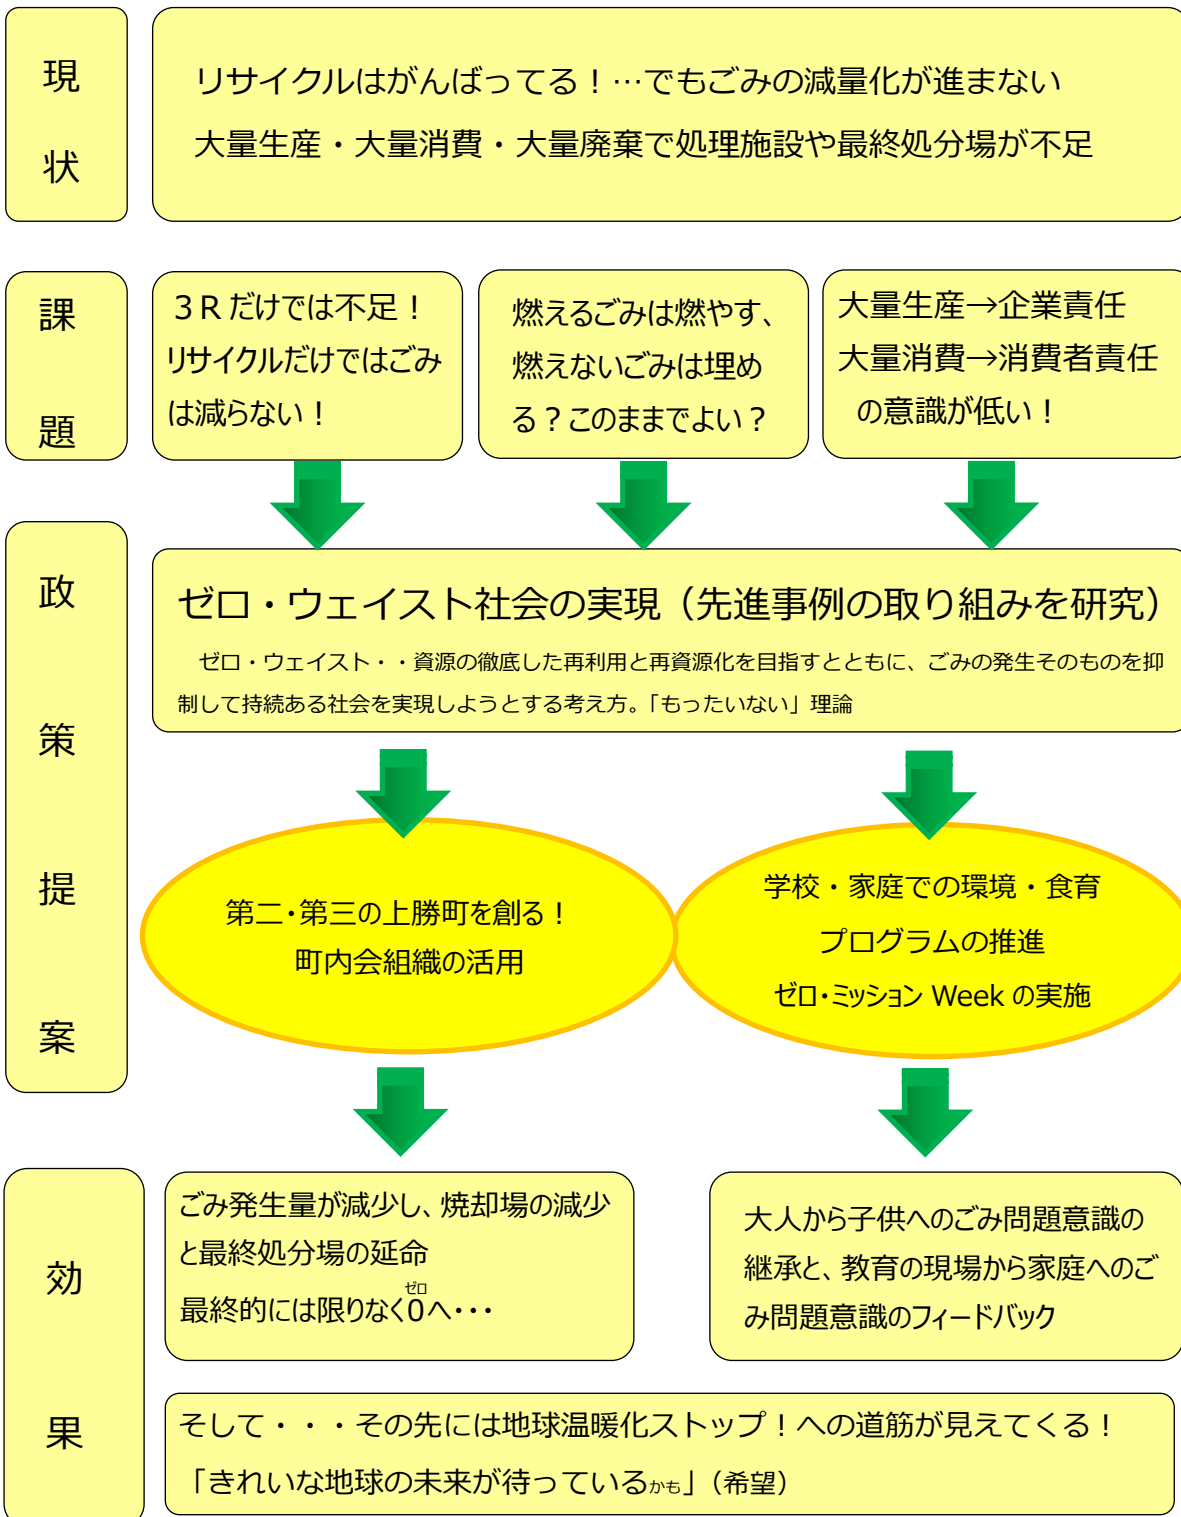 現状
リサイクルはがんばってる！…でもごみの減量化が進まない
大量生産・大量消費・大量廃棄で処理施設や最終処分場が不足
課題
３Ｒだけでは不足！
リサイクルだけではごみ
は減らない！
燃えるごみは燃やす、
燃えないごみは埋め
る？このままでよい？
大量生産→企業責任
大量消費→消費者責任
の意識が低い！
政策提案
ゼロ・ウェイスト社会の実現（先進事例の取り組みを研究）
ゼロ・ウェイスト・・資源の徹底した再利用と再資源化を目指すとともに、ごみの発生そのものを抑
制して持続ある社会を実現しようとする考え方。「もったいない」理論
第二・第三の上勝町を創る！
町内会組織の活用
学校・家庭での環境・食育
プログラムの推進
ゼロ・ミッション Week の実施
効果
ごみ発生量が減少し、焼却場の減少
と最終処分場の延命
ゼロ
最終的には限りなく0へ・・・
大人から子供へのごみ問題意識の
継承と、教育の現場から家庭へのご
み問題意識のフィードバック
そして・・・その先には地球温暖化ストップ！への道筋が見えてくる！
「きれいな地球の未来が待っているかも」（希望）